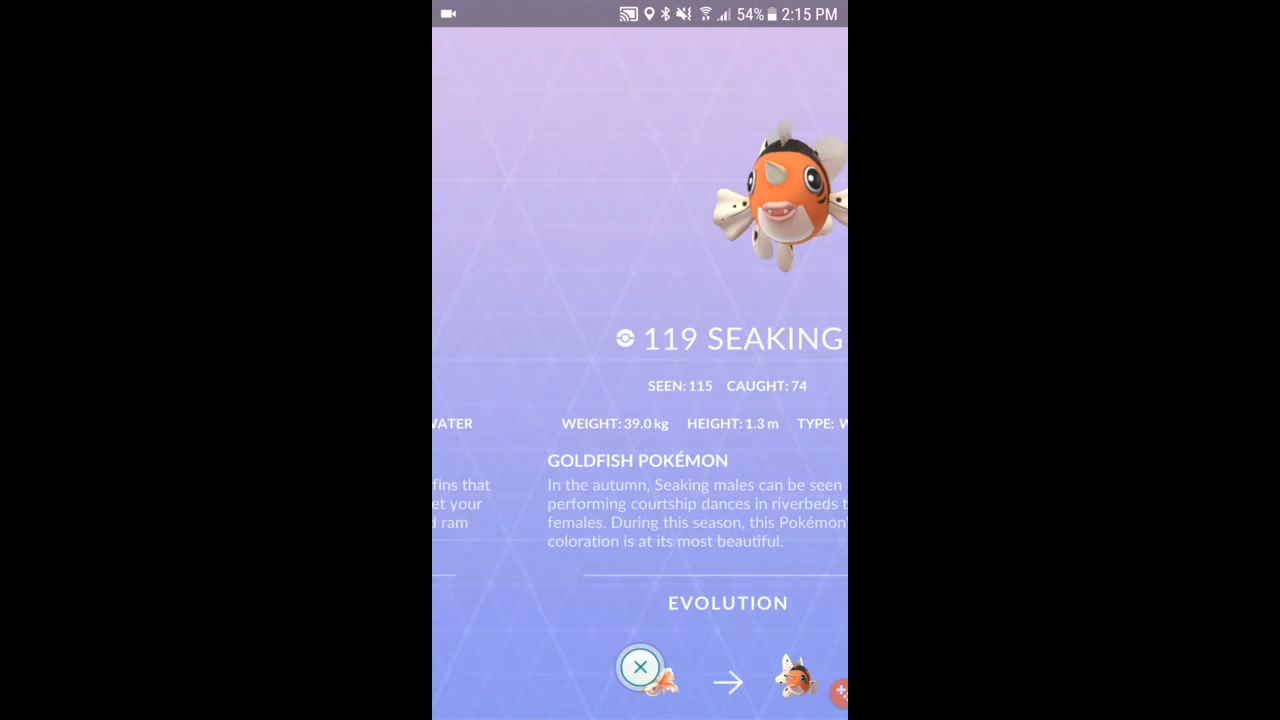 54% 2:15 PM
119 SEAKING
SEEN: 115 CAUGHT: 74
WATER WEIGHT: 39.0 kg HEIGHT: 1.3 m TYPE: W
GOLDFISH POKÉMON
fins that In the autumn, Seaking males can be seen
et your performing courtship dances in riverbeds t
d ram females. During this season, this Pokémon'
coloration is at its most beautiful.
EVOLUTION